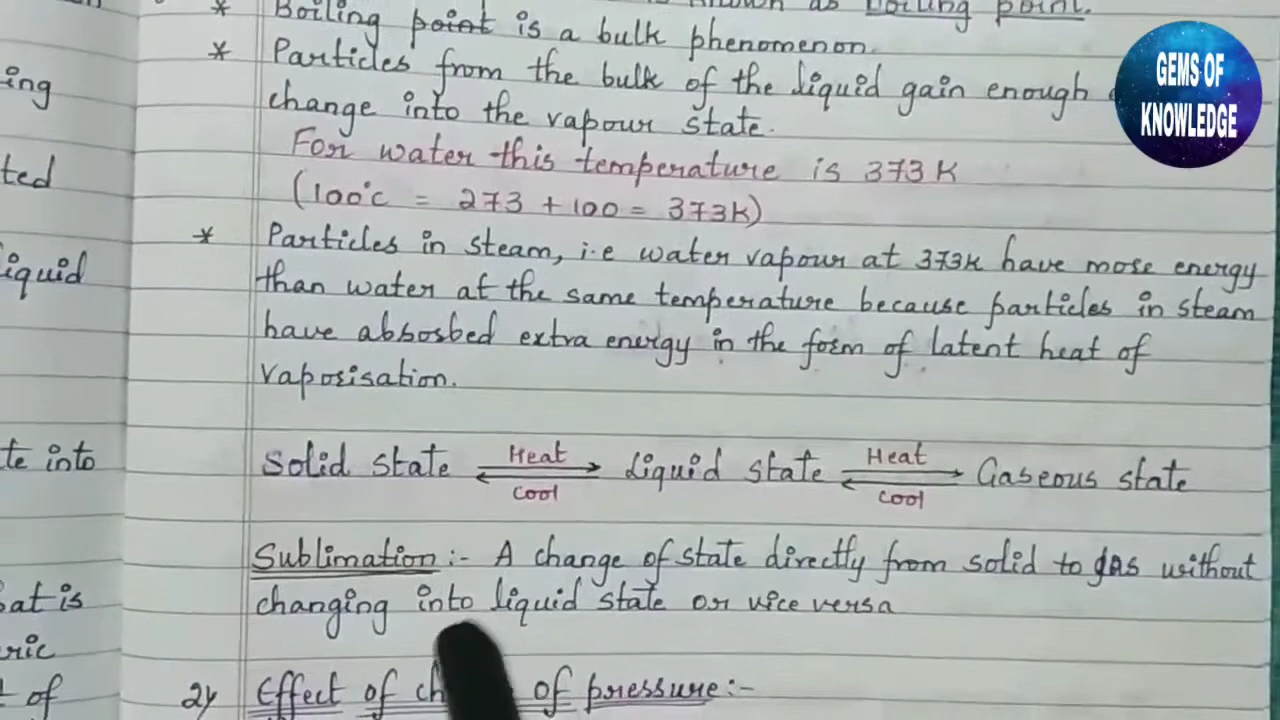 known as Boiling point.
* Boiling point is a bulk phenomenon.
* Particles from the bulk of the liquid gain enough
change into the vapour state.
For water this temperature is 373K
(100°c = 273 + 100 = 373K)
* Particles in steam, i.e water vapour at 373K have more energy
than water at the same temperature because particles in steam
have absorbed extra energy in the form of latent heat of
vaporisation.
Solid state Heat Cool Liquid state Heat Cool Gaseous state
Sublimation :- A change of state directly from solid to gas without
changing into liquid state or vice versa
2) Effect of of pressure :-
ing
ted
iquid
te into
at is
ric
of
GEMS OF
KNOWLEDGE